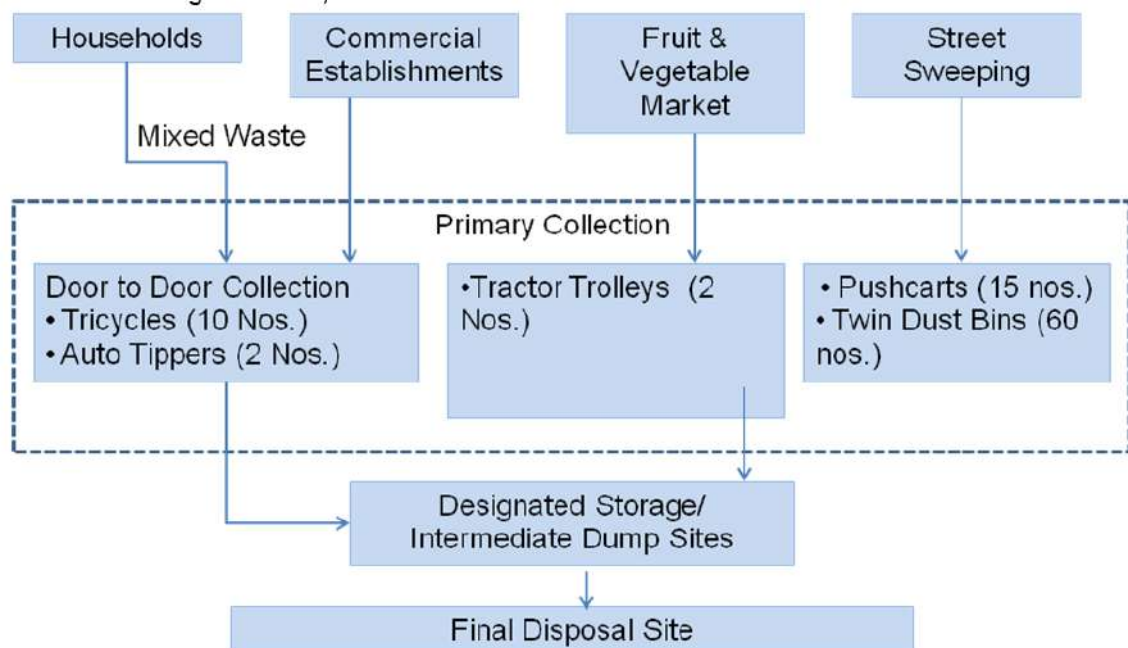 Households
Commercial
Establishments
Fruit &
Vegetable
Market
Street
Sweeping
Mixed Waste
Primary Collection
Door to Door Collection
• Tricycles (10 Nos.)
• Auto Tippers (2 Nos.)
•Tractor Trolleys (2
Nos.)
• Pushcarts (15 nos.)
• Twin Dust Bins (60
nos.)
Designated Storage/
Intermediate Dump Sites
Final Disposal Site